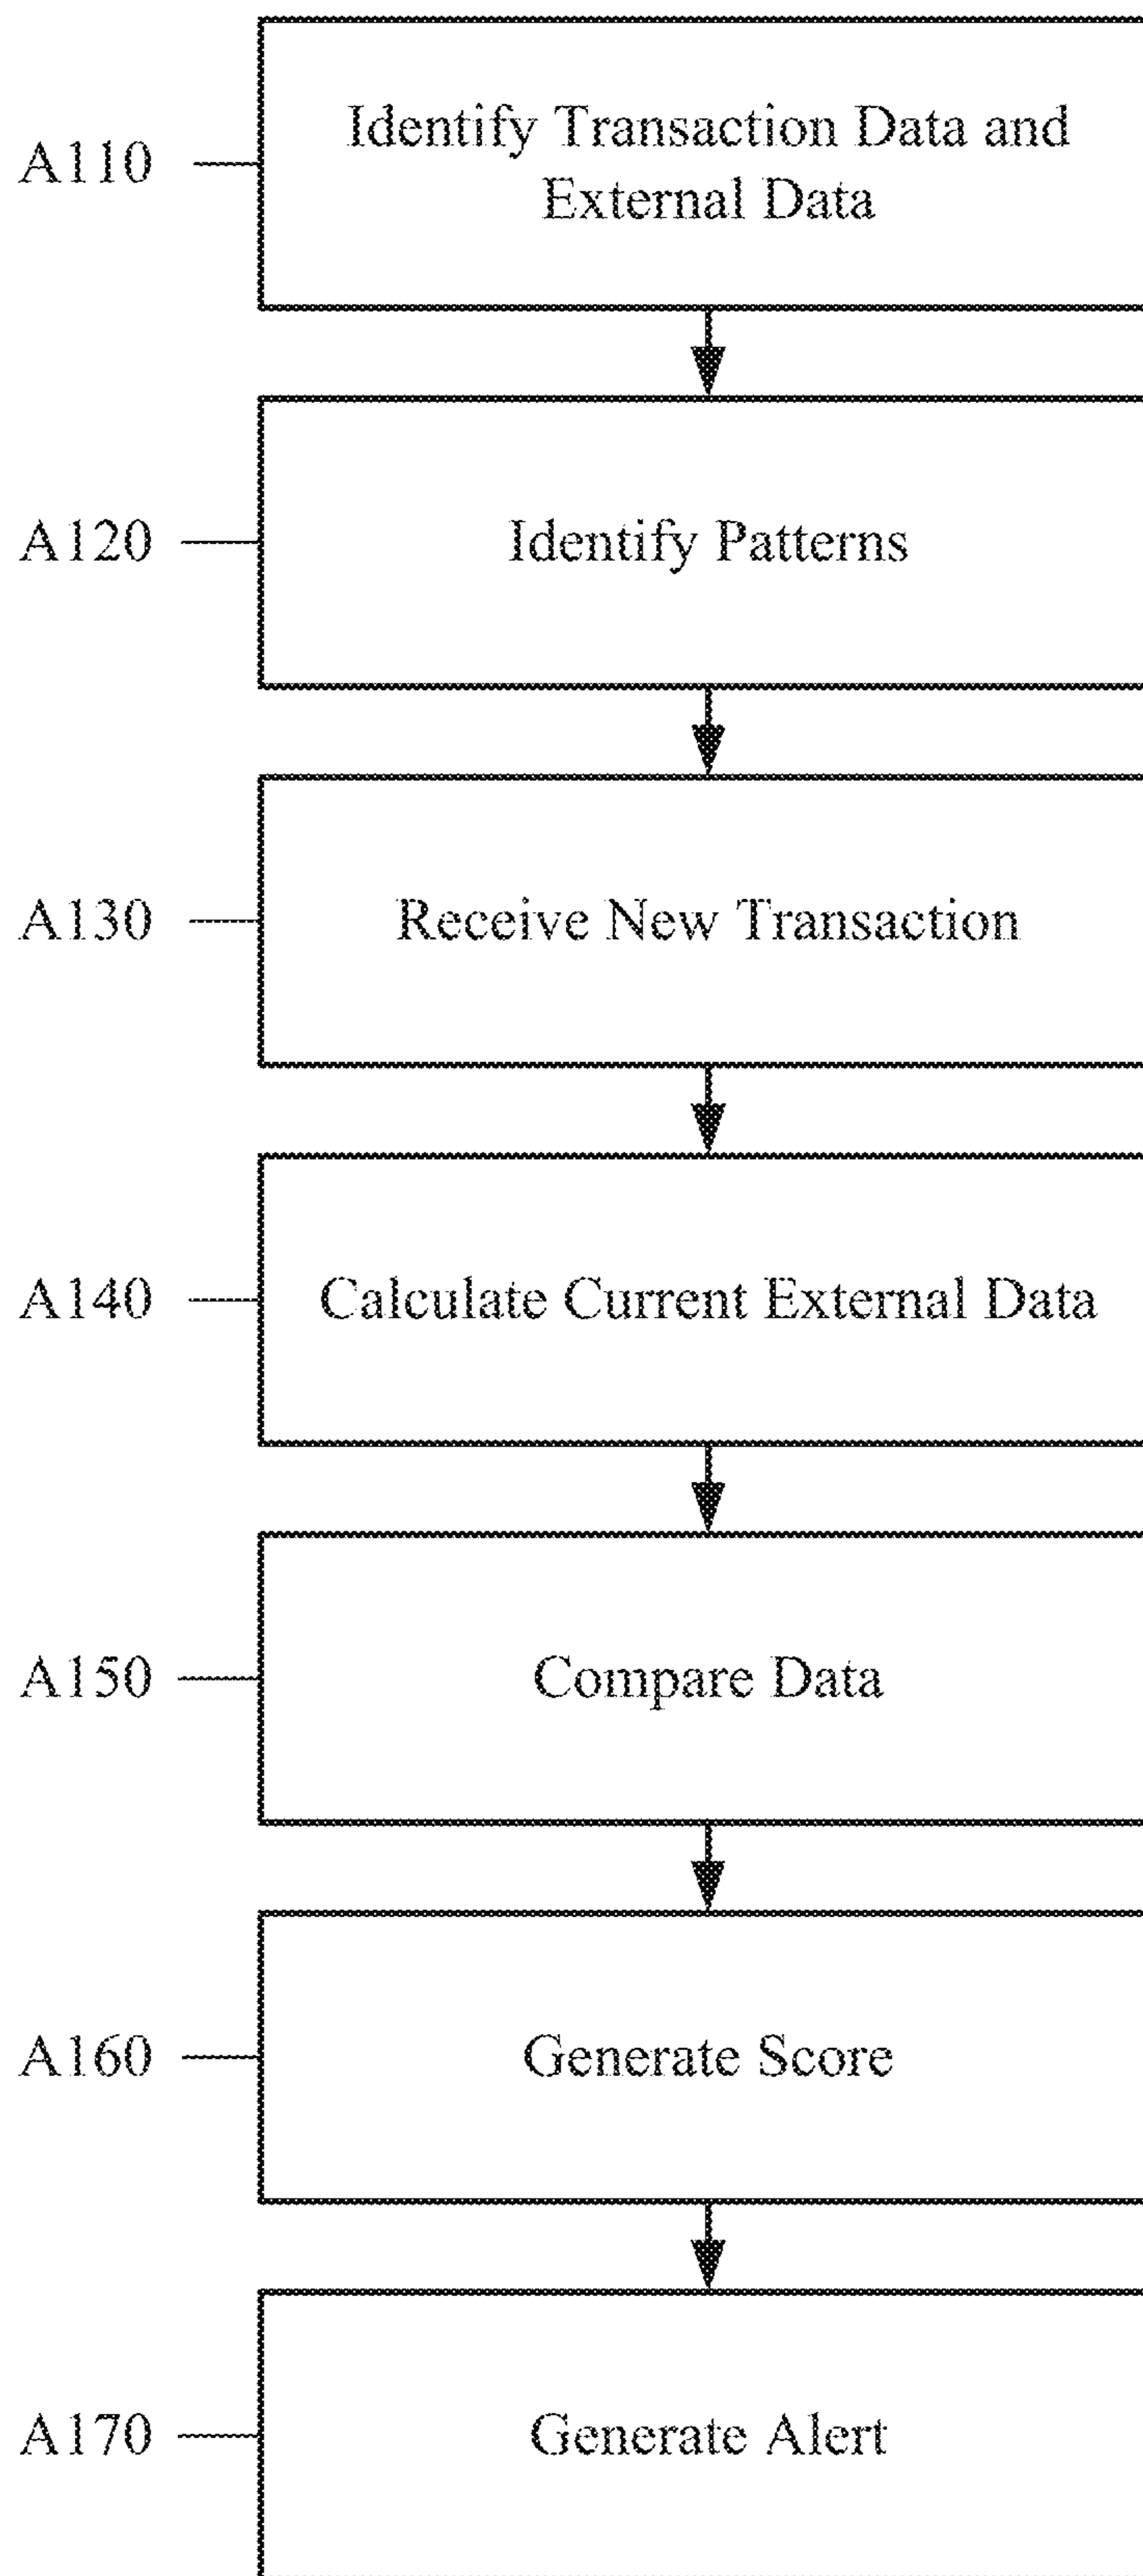 A110
Identify Transaction Data and
External Data
A120
Identify Patterns
A130
Receive New Transaction
A140
Calculate Current External Data
A150
Compare Data
A160
Generate Score
A170
Generate Alert